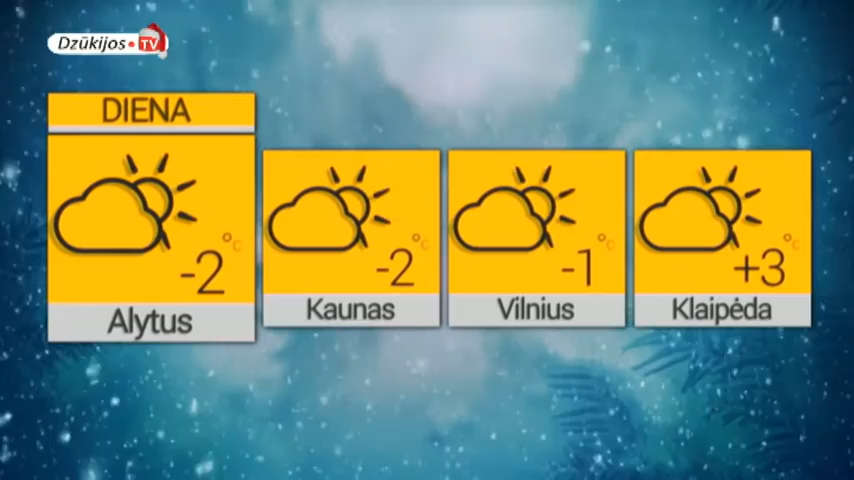 Dzūkijos TV
DIENA
-2°C
Alytus
-2°C
Kaunas
-1°C
Vilnius
+3°C
Klaipėda